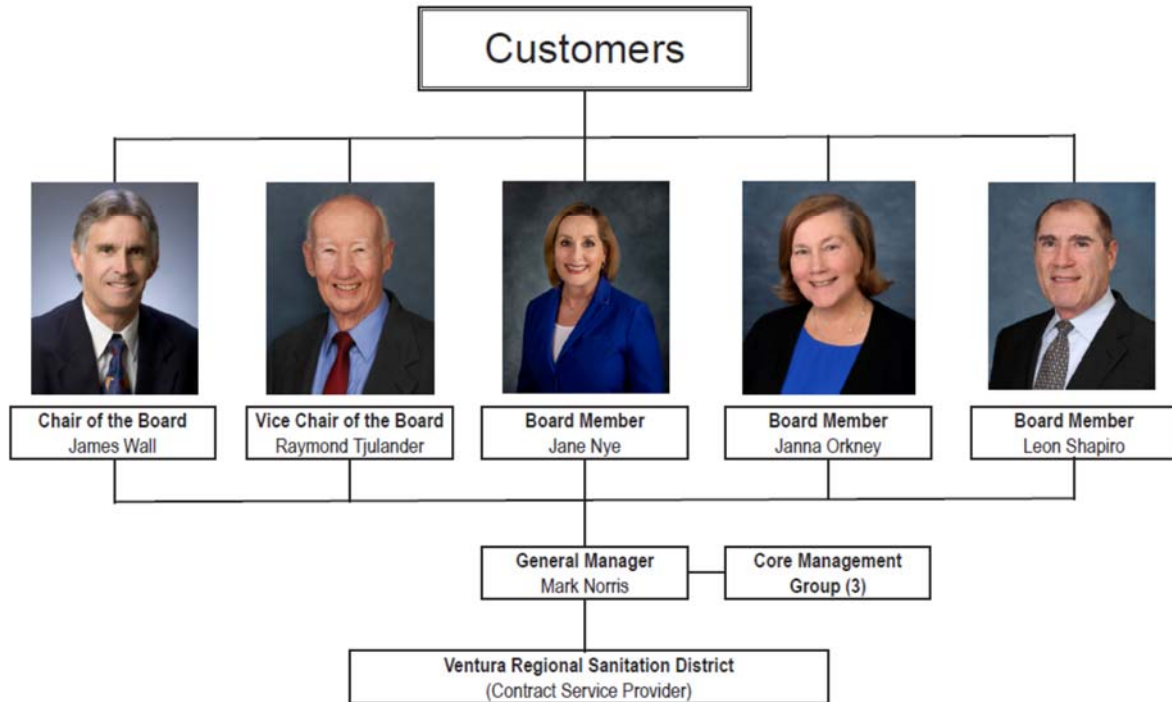 Customers
Chair of the Board
James Wall
Vice Chair of the Board
Raymond Tjulander
Board Member
Jane Nye
Board Member
Janna Orkney
Board Member
Leon Shapiro
General Manager
Mark Norris
Core Management
Group (3)
Ventura Regional Sanitation District
(Contract Service Provider)